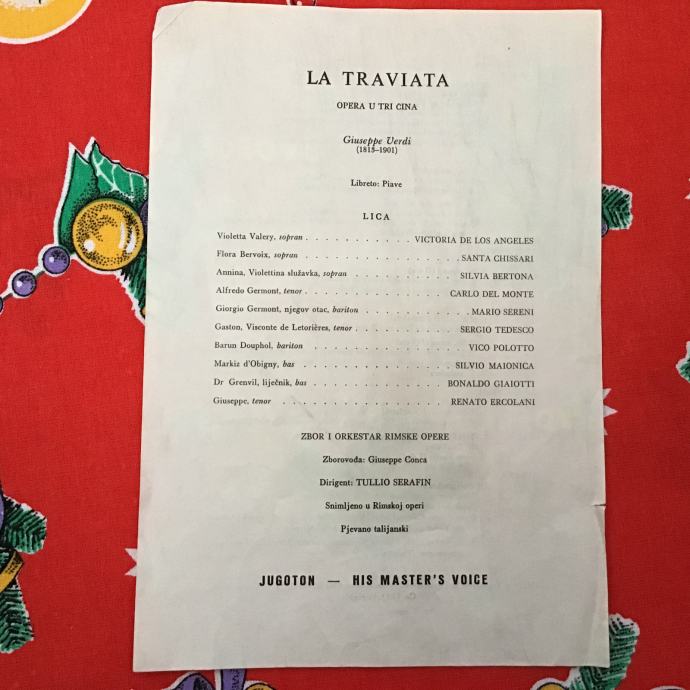 LA TRAVIATA
OPERA U TRI ČINA
Giuseppe Verdi
(1813–1901)
Libreto: Piave
LICA
Violetta Valery, sopran . . . . . . . . . . . VICTORIA DE LOS ANGELES
Flora Bervoix, sopran . . . . . . . . . . . . . . . . SANTA CHISSARI
Annina, Violettina služavka, sopran . . . . . . . . . . SILVIA BERTONA
Alfredo Germont, tenor . . . . . . . . . . . . . . CARLO DEL MONTE
Giorgio Germont, njegov otac, bariton . . . . . . . . . . . MARIO SERENI
Gaston, Visconte de Letorières, tenor . . . . . . . . . . SERGIO TEDESCO
Barun Douphol, bariton . . . . . . . . . . . . . . . VICO POLOTTO
Markiz d'Obigny, bas . . . . . . . . . . . . . . . . SILVIO MAIONICA
Dr Grenvil, liječnik, bas . . . . . . . . . . . . . BONALDO GIAIOTTI
Giuseppe, tenor . . . . . . . . . . . . . . . . RENATO ERCOLANI
ZBOR I ORKESTAR RIMSKE OPERE
Zborovođa: Giuseppe Conca
Dirigent: TULLIO SERAFIN
Snimljeno u Rimskoj operi
Pjevano talijanski
JUGOTON — HIS MASTER'S VOICE